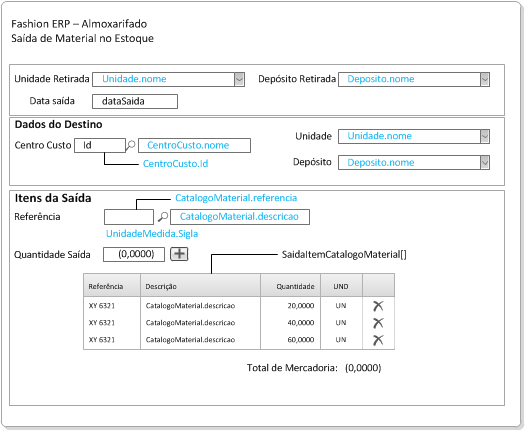 Fashion ERP – Almoxarifado
Saída de Material no Estoque
Unidade Retirada Unidade.nome Depósito Retirada Deposito.nome
Data saída dataSaida
Dados do Destino
Centro Custo Id CentroCusto.nome Unidade Unidade.nome
CentroCusto.Id Depósito Deposito.nome
Itens da Saída CatalogoMaterial.referencia
Referência CatalogoMaterial.descricao
UnidadeMedida.Sigla
Quantidade Saída (0,0000) SaidaItemCatalogoMaterial[]
Referência Descrição Quantidade UND
XY 6321 CatalogoMaterial.descricao 20,0000 UN
XY 6321 CatalogoMaterial.descricao 40,0000 UN
XY 6321 CatalogoMaterial.descricao 60,0000 UN
Total de Mercadoria: (0,0000)